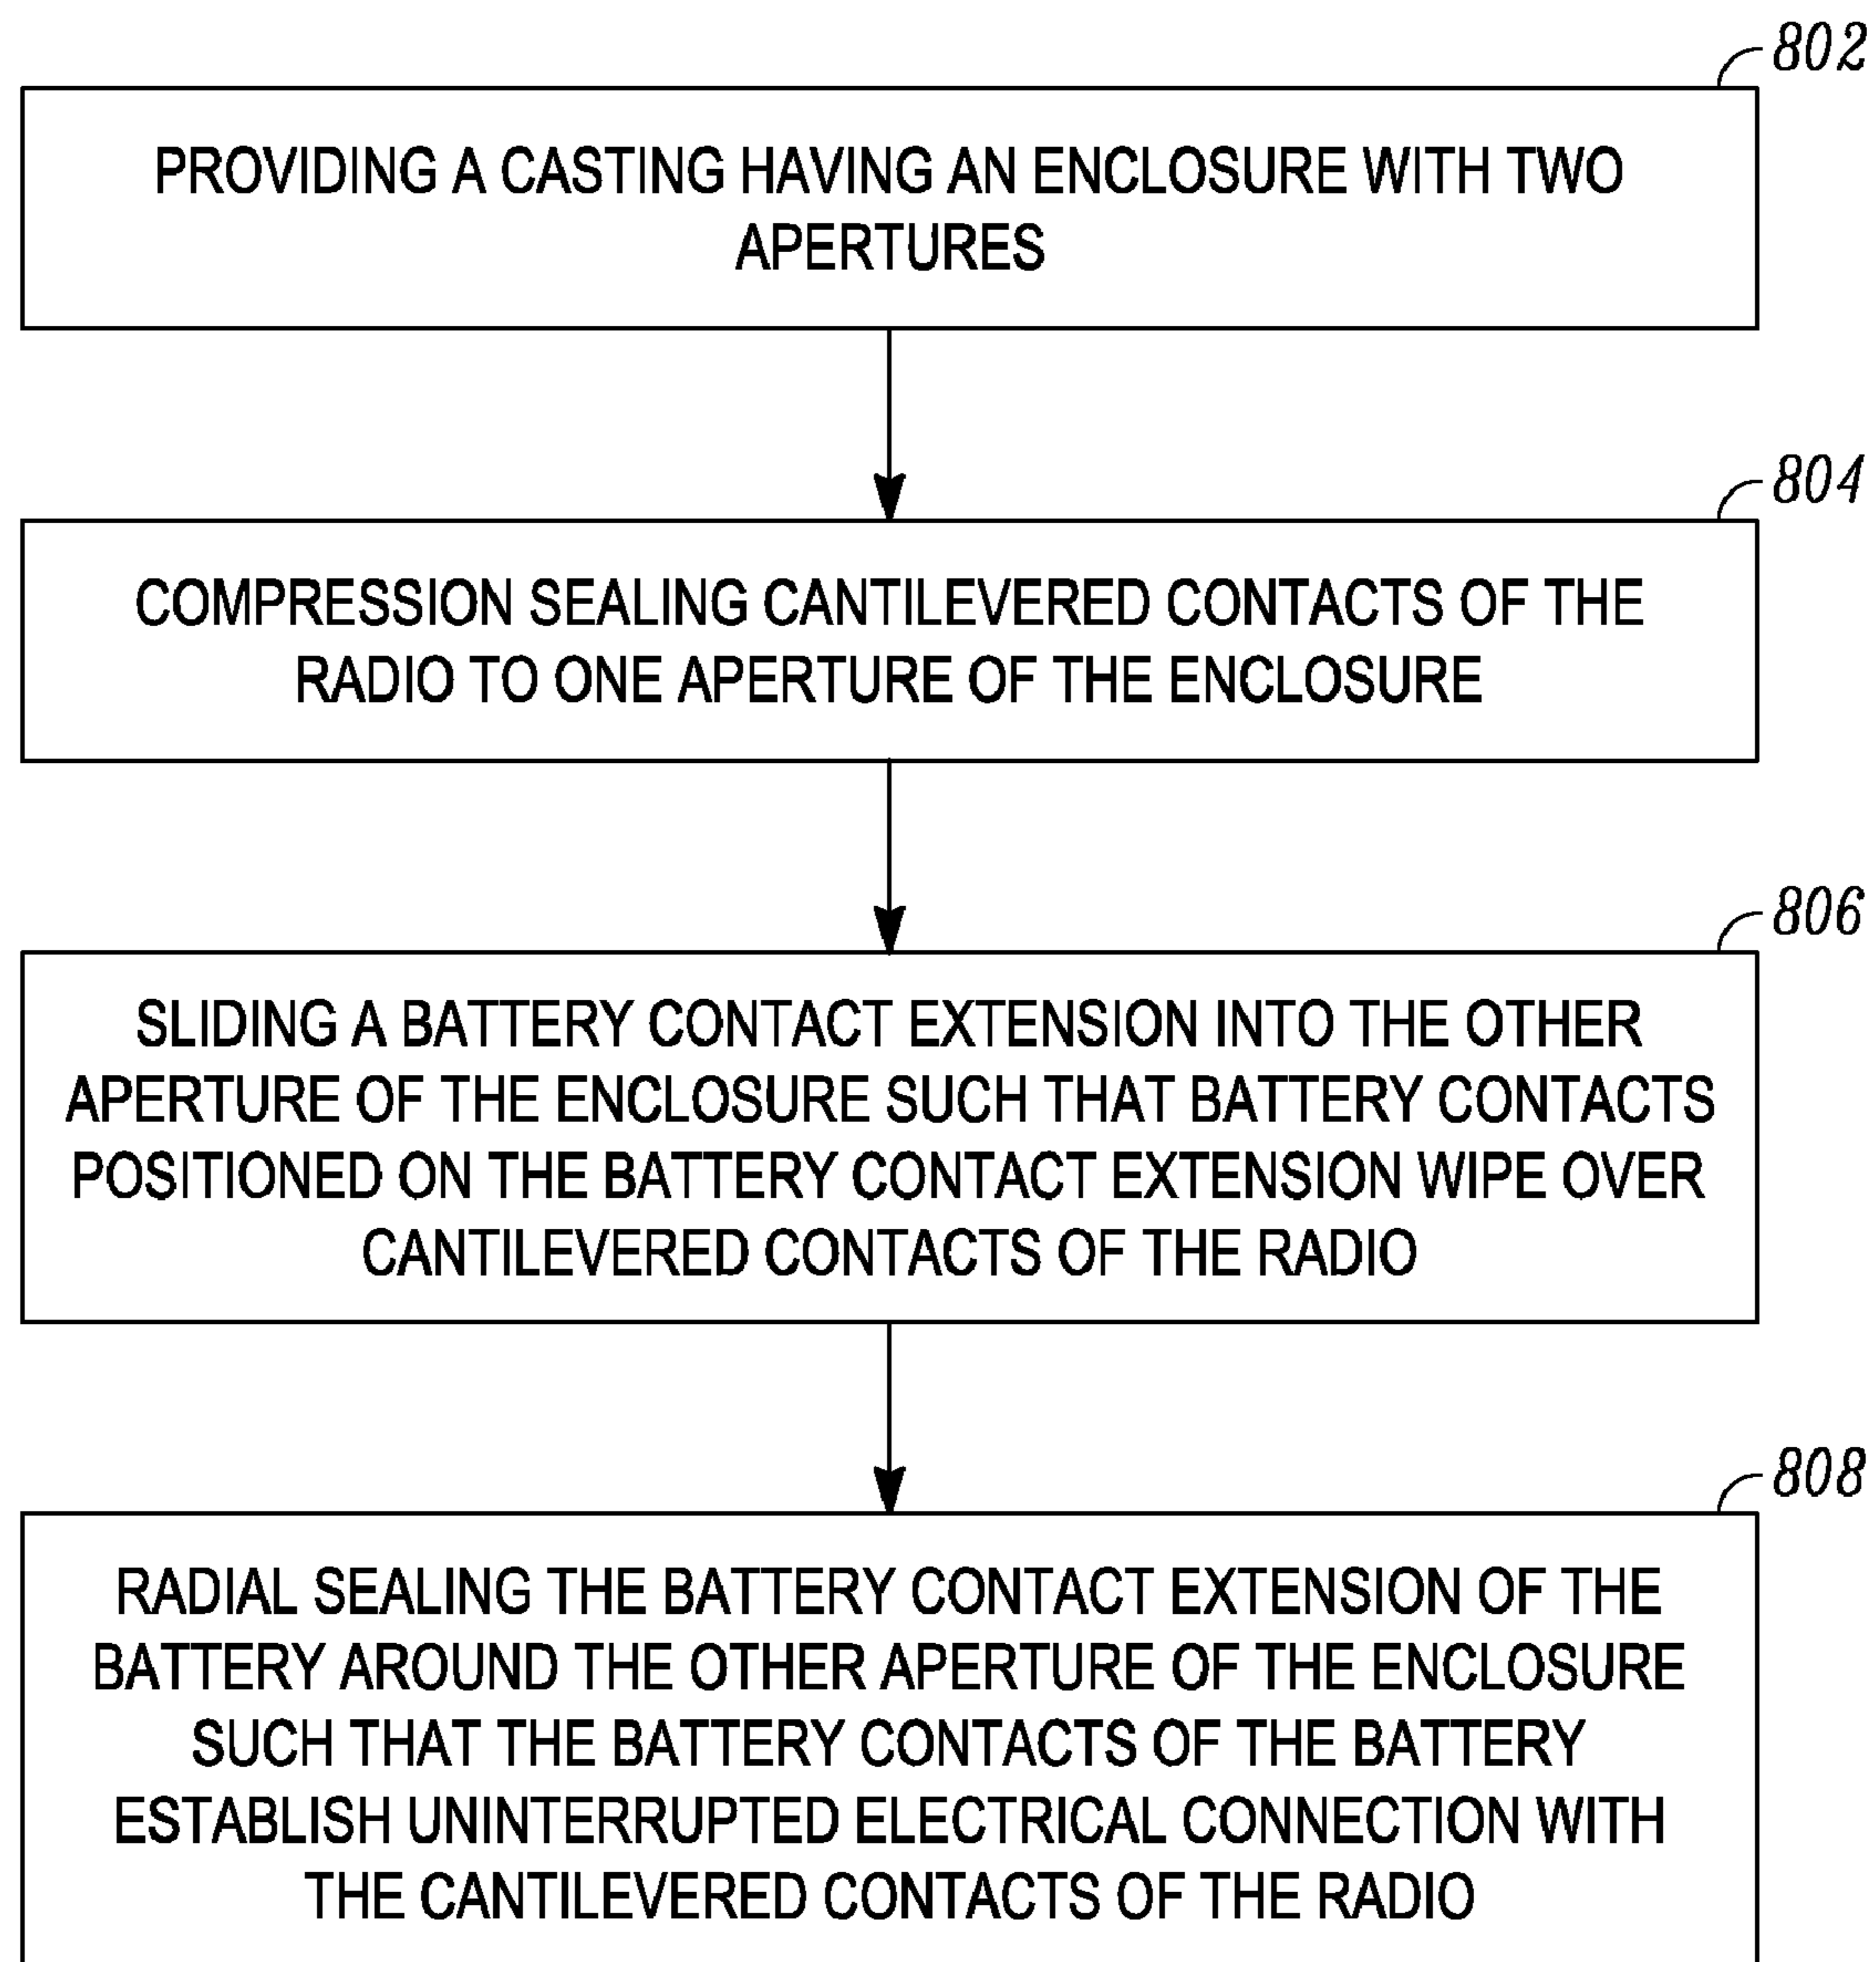 802
PROVIDING A CASTING HAVING AN ENCLOSURE WITH TWO
APERTURES
804
COMPRESSION SEALING CANTILEVERED CONTACTS OF THE
RADIO TO ONE APERTURE OF THE ENCLOSURE
806
SLIDING A BATTERY CONTACT EXTENSION INTO THE OTHER
APERTURE OF THE ENCLOSURE SUCH THAT BATTERY CONTACTS
POSITIONED ON THE BATTERY CONTACT EXTENSION WIPE OVER
CANTILEVERED CONTACTS OF THE RADIO
808
RADIAL SEALING THE BATTERY CONTACT EXTENSION OF THE
BATTERY AROUND THE OTHER APERTURE OF THE ENCLOSURE
SUCH THAT THE BATTERY CONTACTS OF THE BATTERY
ESTABLISH UNINTERRUPTED ELECTRICAL CONNECTION WITH
THE CANTILEVERED CONTACTS OF THE RADIO